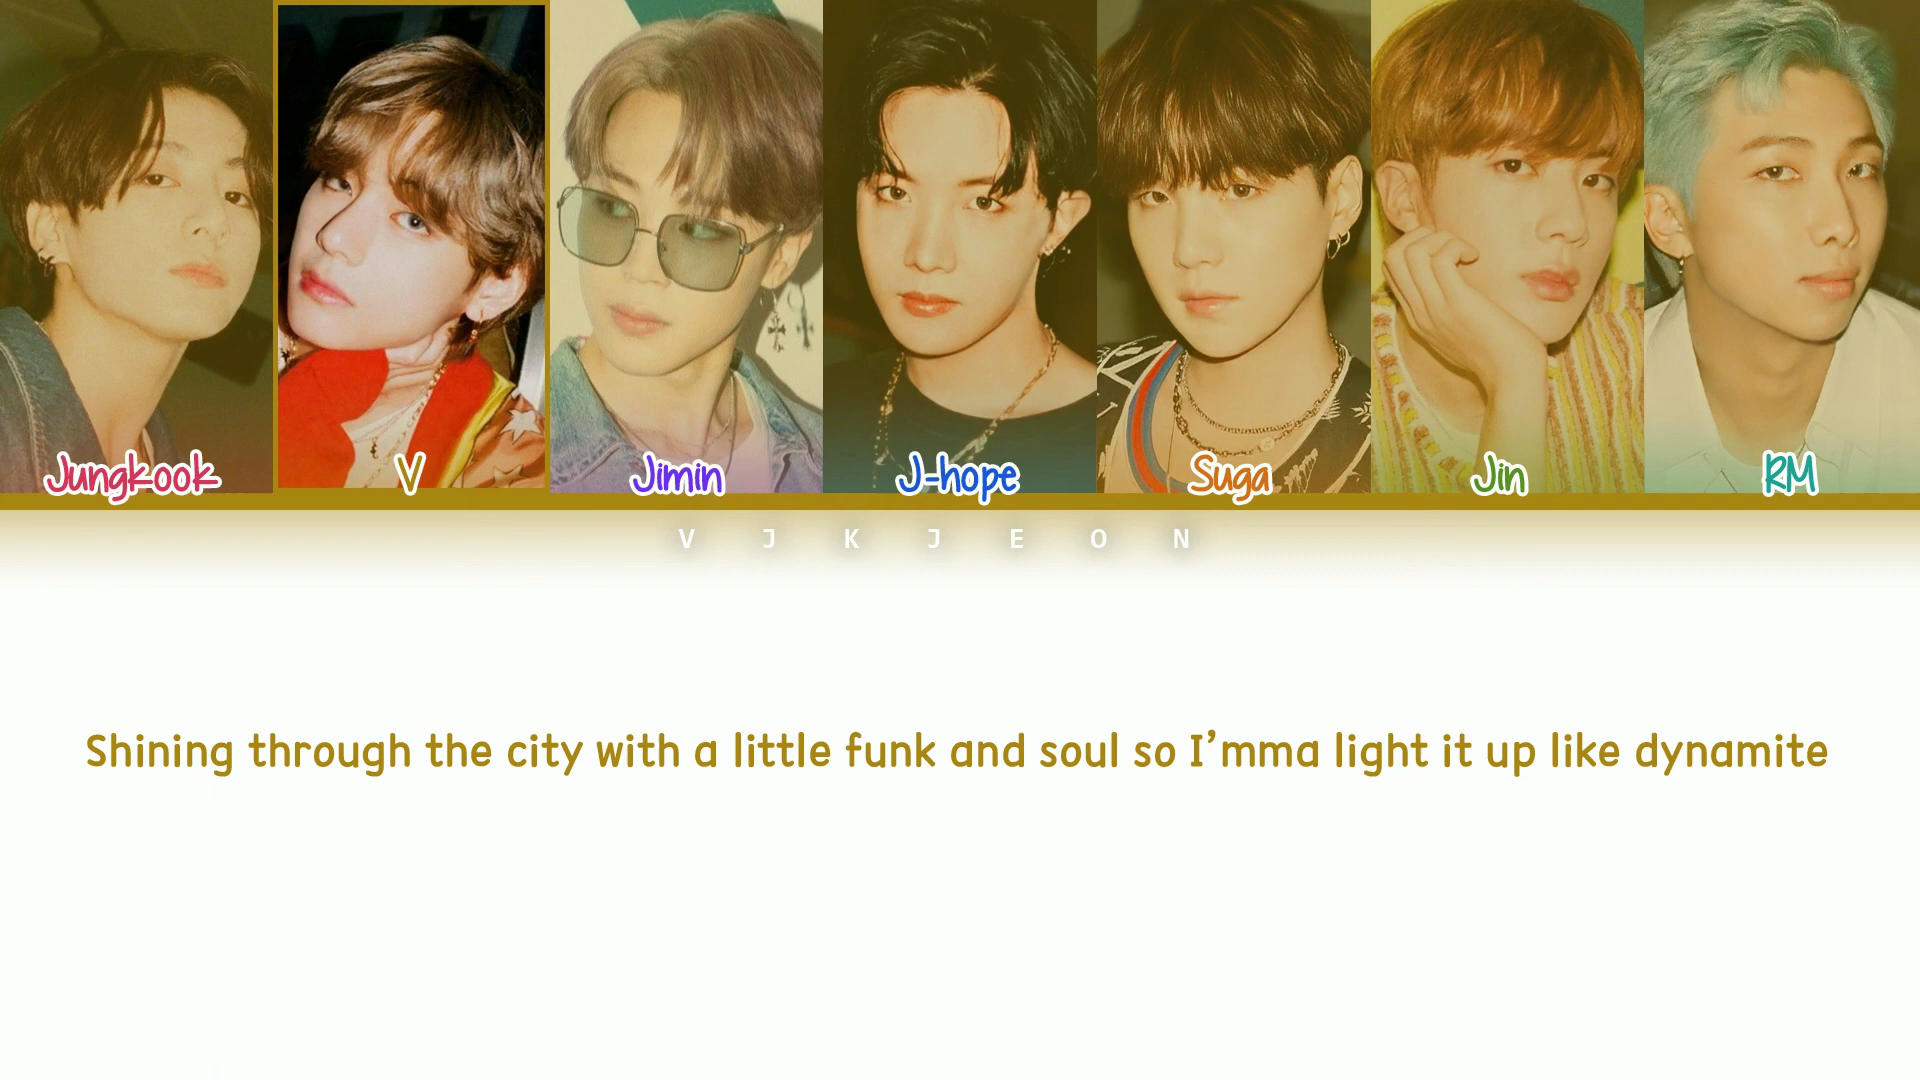 Jungkook V Jimin J-hope Suga Jin RM
V J K J E O N
Shining through the city with a little funk and soul so I’mma light it up like dynamite